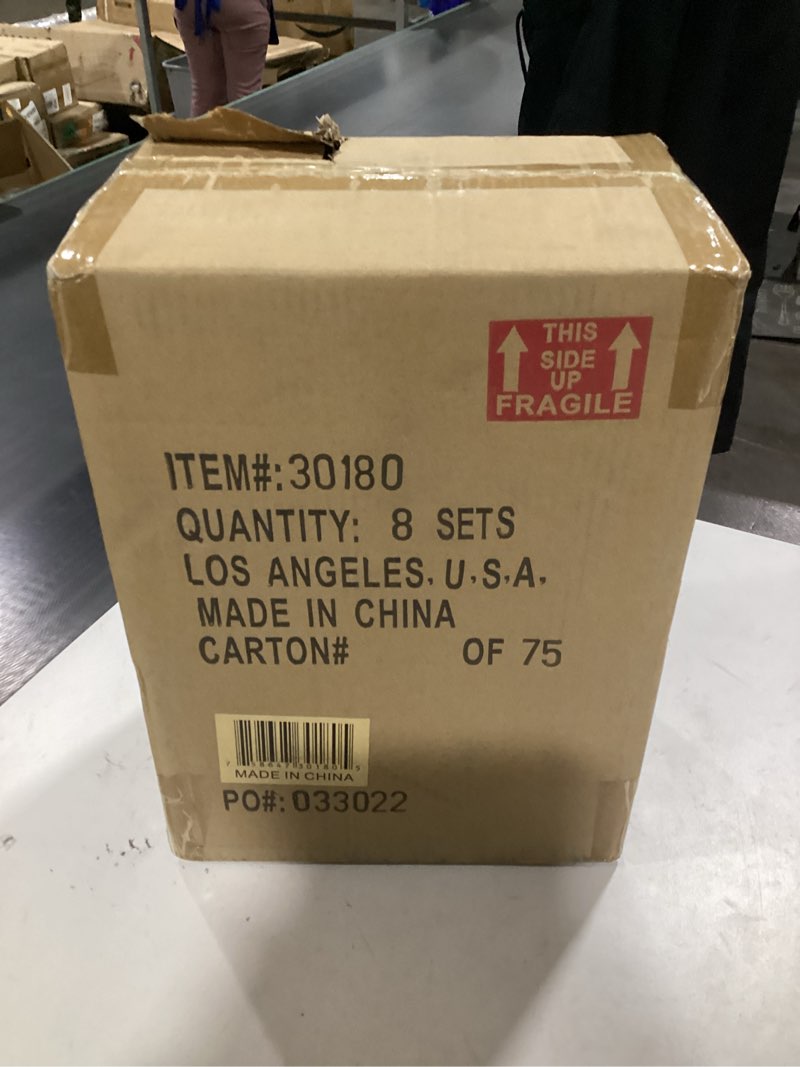 THIS
SIDE
UP
FRAGILE
ITEM#:30180
QUANTITY: 8 SETS
LOS ANGELES, U.S.A.
MADE IN CHINA
CARTON# OF 75
MADE IN CHINA
PO#:033022